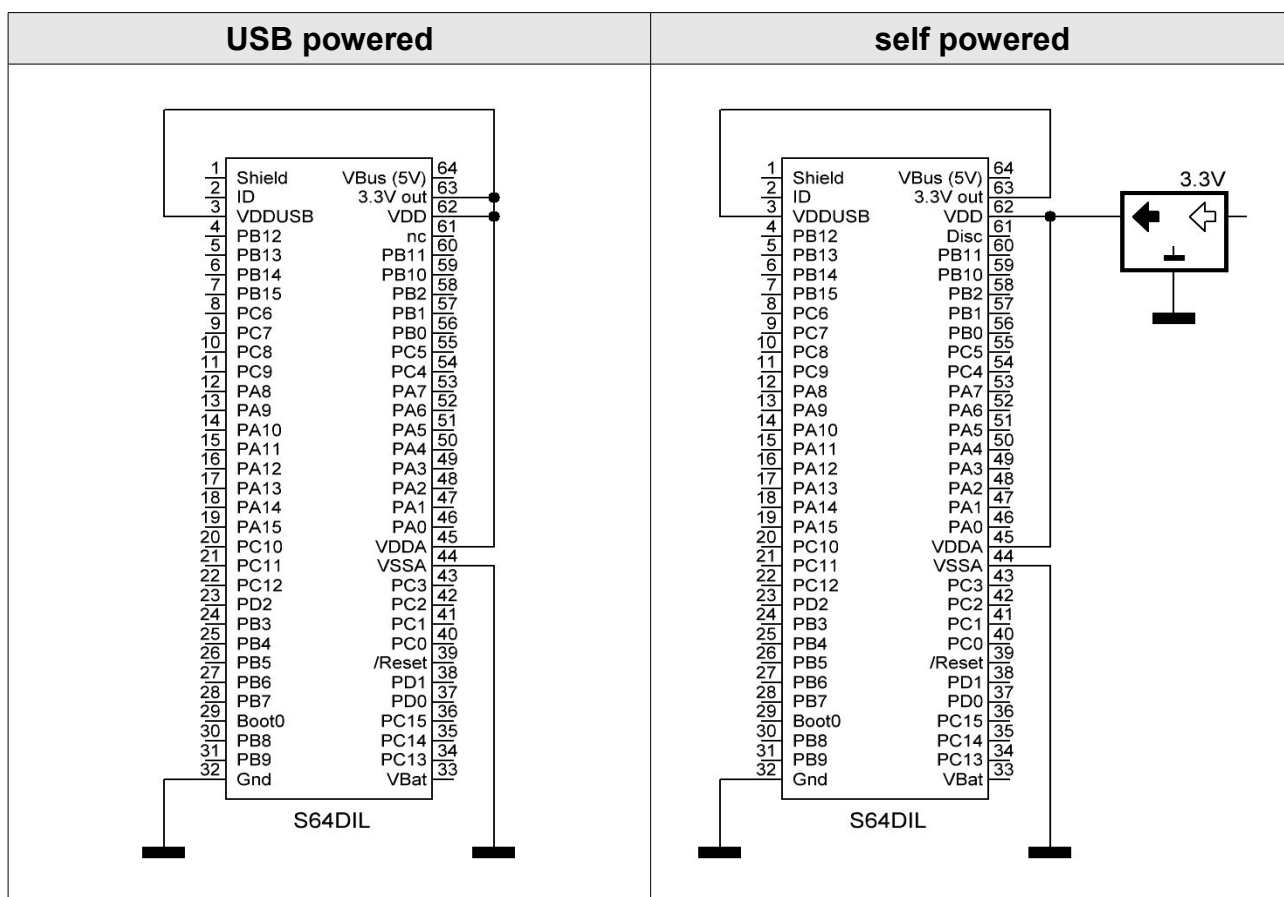 USB powered
self powered
1 Shield VBus (5V) 64
2 ID 3.3V out 63
3 VDDUSB VDD 62
4 PB12 nc 61
5 PB13 PB11 60
6 PB14 PB10 59
7 PB15 PB2 58
8 PC6 PB1 57
9 PC7 PB0 56
10 PC8 PC5 55
11 PC9 PC4 54
12 PA8 PA7 53
13 PA9 PA6 52
14 PA10 PA5 51
15 PA11 PA4 50
16 PA12 PA3 49
17 PA13 PA2 48
18 PA14 PA1 47
19 PA15 PA0 46
20 PC10 VDDA 45
21 PC11 VSSA 44
22 PC12 PC3 43
23 PD2 PC2 42
24 PB3 PC1 41
25 PB4 PC0 40
26 PB5 /Reset 39
27 PB6 PD1 38
28 PB7 PD0 37
29 Boot0 PC15 36
30 PB8 PC14 35
31 PB9 PC13 34
32 Gnd VBat 33
S64DIL
1 Shield VBus (5V) 64
2 ID 3.3V out 63
3 VDDUSB VDD 62
4 PB12 Disc 61
5 PB13 PB11 60
6 PB14 PB10 59
7 PB15 PB2 58
8 PC6 PB1 57
9 PC7 PB0 56
10 PC8 PC5 55
11 PC9 PC4 54
12 PA8 PA7 53
13 PA9 PA6 52
14 PA10 PA5 51
15 PA11 PA4 50
16 PA12 PA3 49
17 PA13 PA2 48
18 PA14 PA1 47
19 PA15 PA0 46
20 PC10 VDDA 45
21 PC11 VSSA 44
22 PC12 PC3 43
23 PD2 PC2 42
24 PB3 PC1 41
25 PB4 PC0 40
26 PB5 /Reset 39
27 PB6 PD1 38
28 PB7 PD0 37
29 Boot0 PC15 36
30 PB8 PC14 35
31 PB9 PC13 34
32 Gnd VBat 33
S64DIL
3.3V